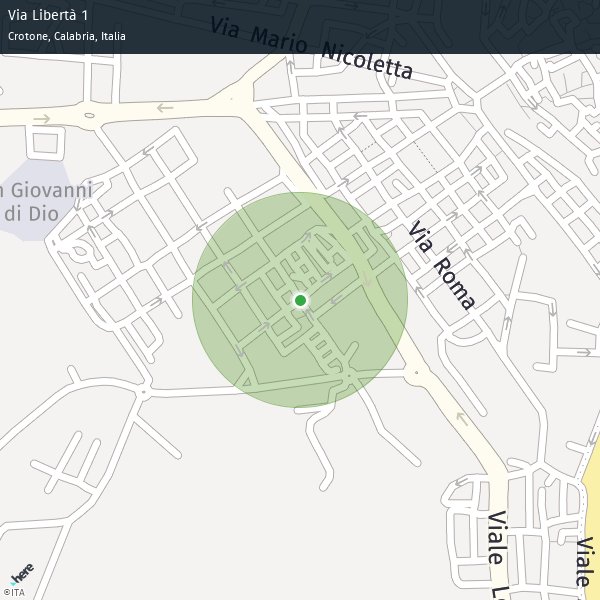 Via Libertà 1
Crotone, Calabria, Italia
Via Mario Nicoletta
n Giovanni
di Dio
Via Roma
Viale
Viale
here
©ITA